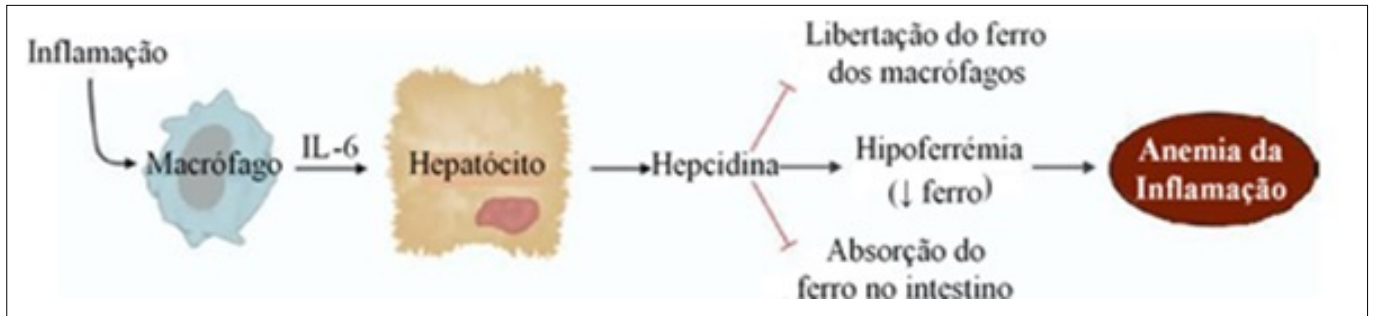 Inflamação
Macrófago
IL-6
Hepatócito
Hepcidina
Libertação do ferro
dos macrófagos
Hipoferrémia
(↓ ferro)
Absorção do
ferro no intestino
Anemia da
Inflamação